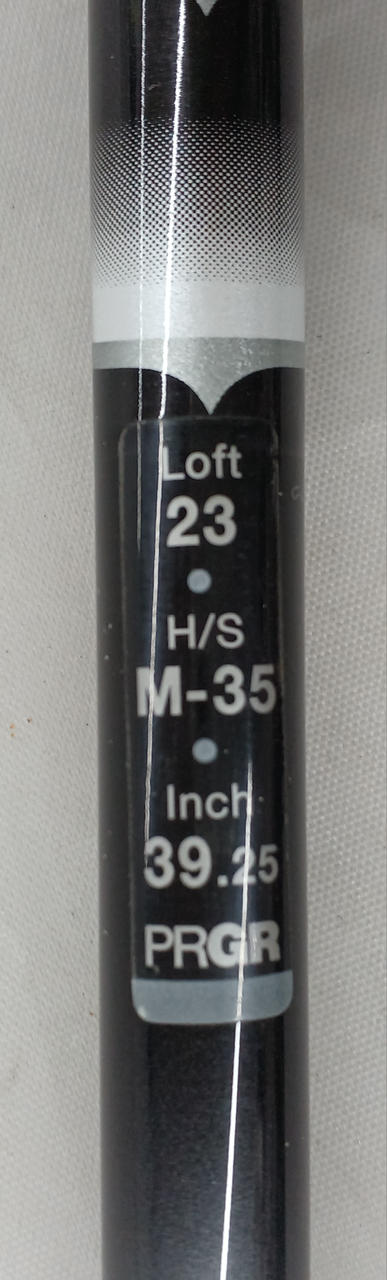 Loft
23
H/S
M-35
Inch
39.25
PRGR